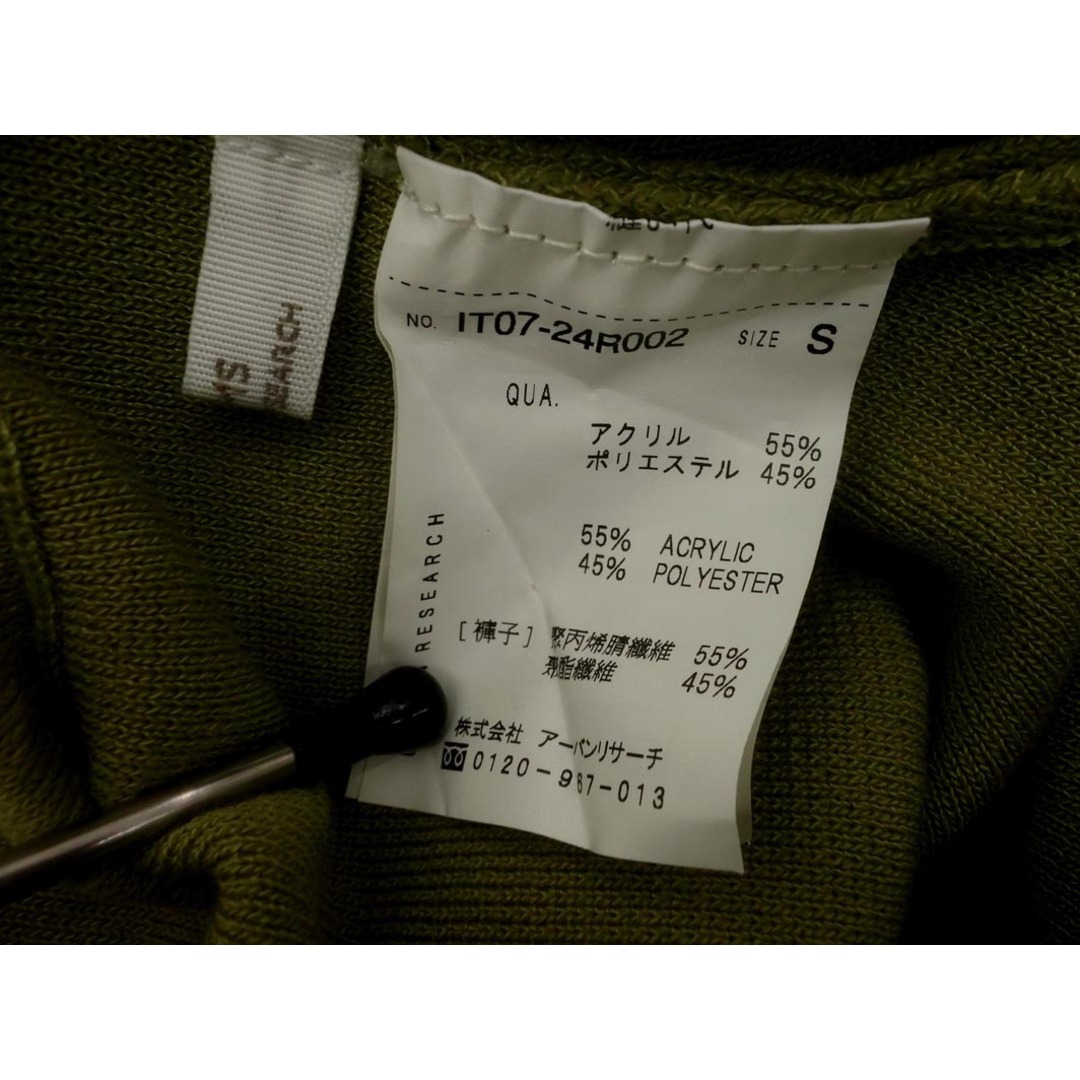 NO. IT07-24R002 SIZE S
QUA.
アクリル 55%
ポリエステル 45%
55% ACRYLIC
45% POLYESTER
[褲子] 聚丙烯腈纖維 55%
聚酯纖維 45%
株式会社 アーバンリサーチ
0120-967-013
RESEARCH